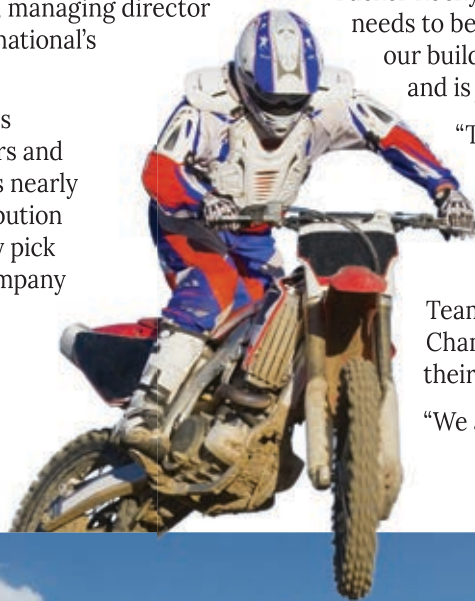 , managing director
national's
s
rs and
s nearly
bution
y pick
mpany
needs to be
our build
and is
“T
Team
Char
their
“We a